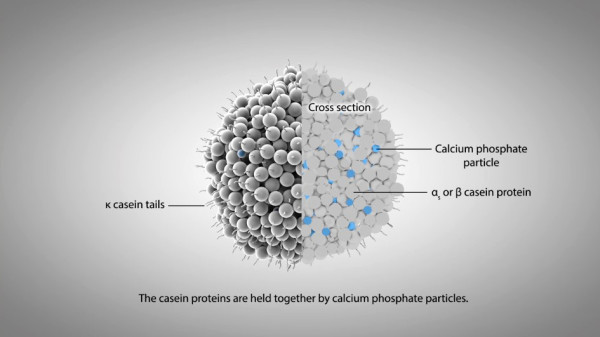 Cross section
Calcium phosphate
particle
αs or β casein protein
κ casein tails
The casein proteins are held together by calcium phosphate particles.